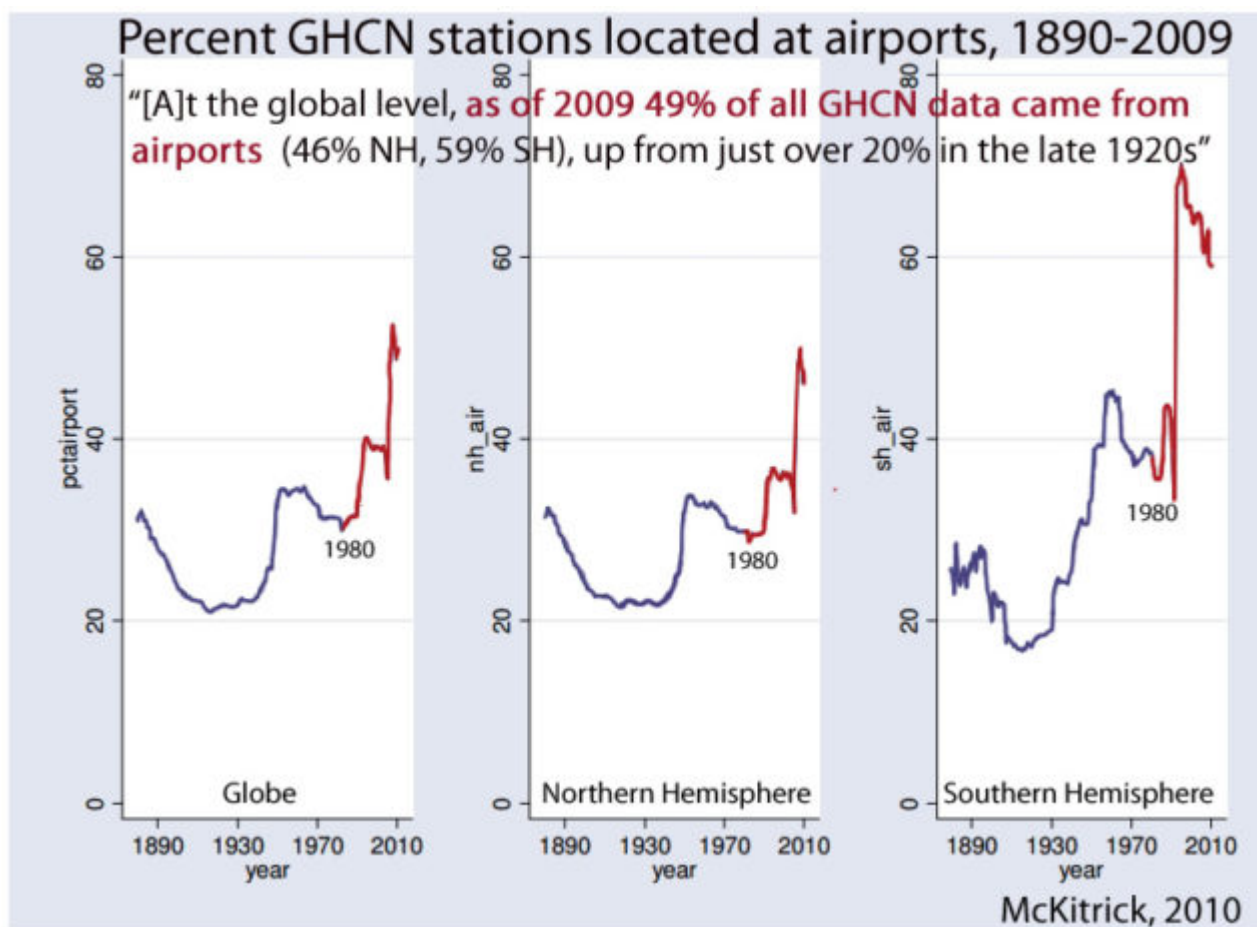 Percent GHCN stations located at airports, 1890-2009
"[A]t the global level, as of 2009 49% of all GHCN data came from
airports (46% NH, 59% SH), up from just over 20% in the late 1920s"
80
60
40
20
0
pctairport
1980
Globe
1890 1930 1970 2010
year
80
60
40
20
0
nh_air
1980
Northern Hemisphere
1890 1930 1970 2010
year
80
60
40
20
0
sh_air
1980
Southern Hemisphere
1890 1930 1970 2010
year
McKitrick, 2010